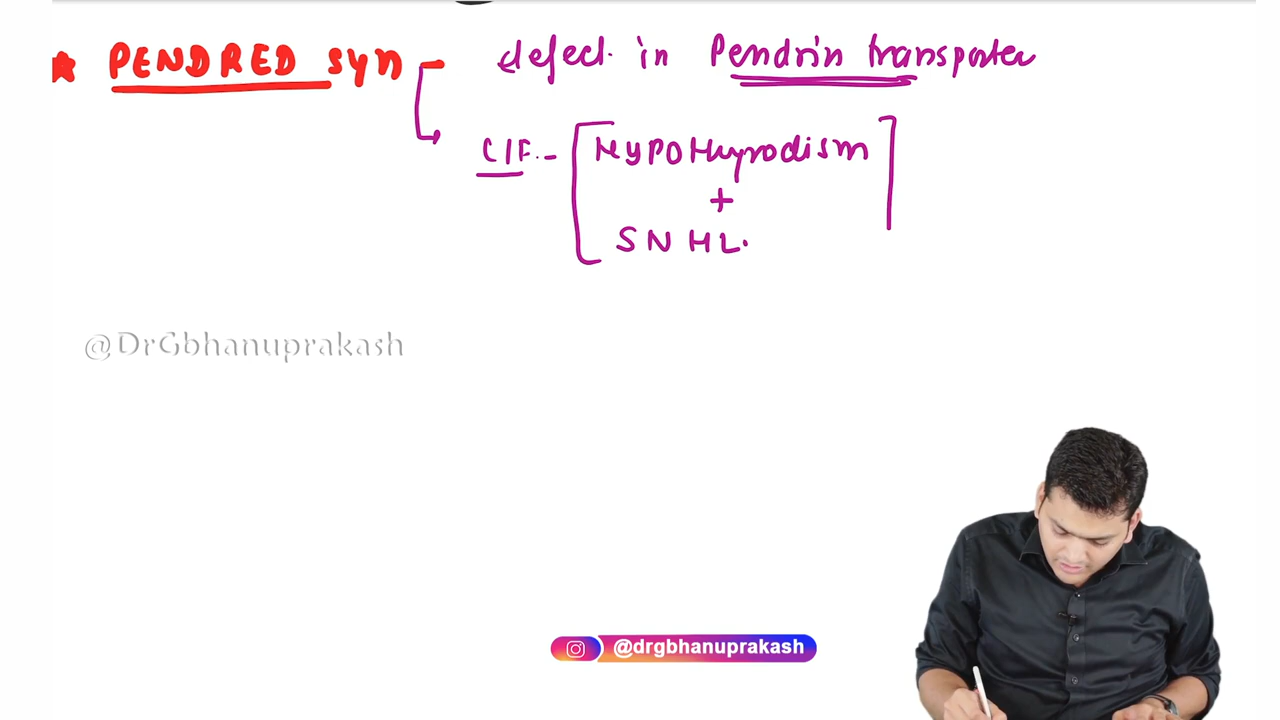 ★ PENDRED syn - defect in Pendrin transporter
C/F. - [HYPOthyrodism
+
SNHL.]
@DrGbhanuprakash
@drgbhanuprakash